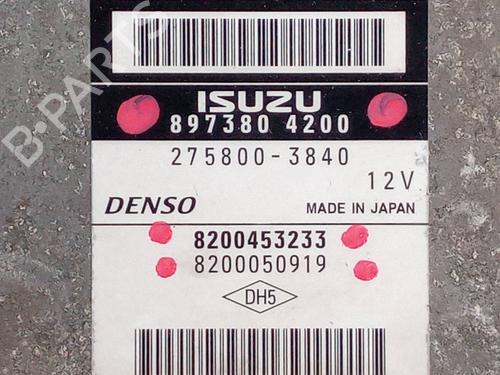 ISUZU
897380 4200
275800-3840
12V
DENSO MADE IN JAPAN
8200453233
8200050919
DH5
B-PARTS